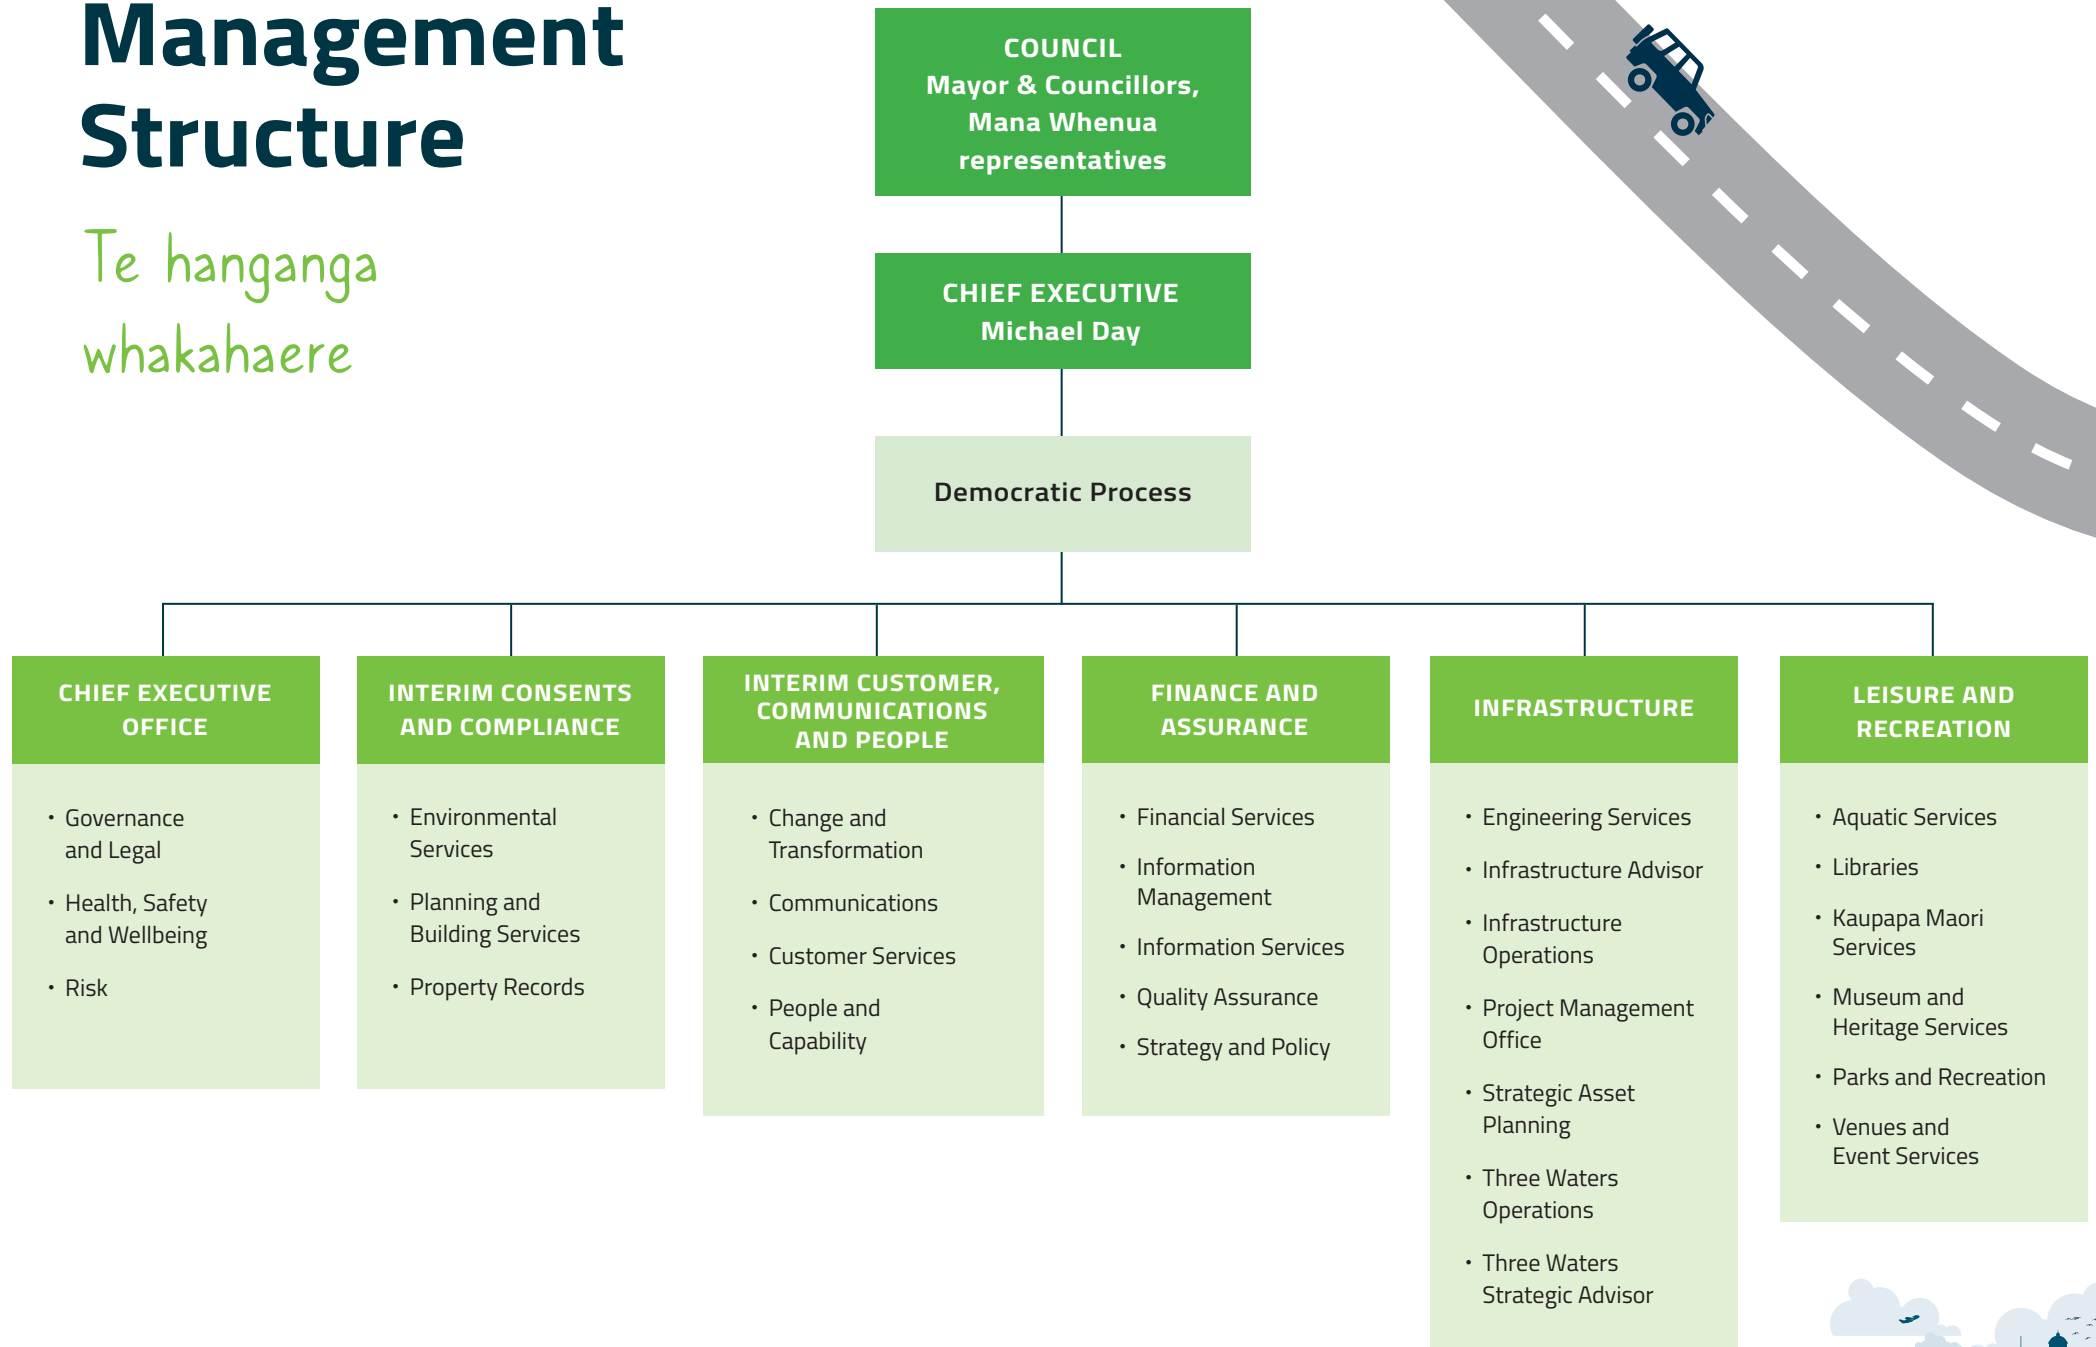 Management
Structure
Te hanganga
whakahaere
COUNCIL
Mayor & Councillors,
Mana Whenua
representatives
CHIEF EXECUTIVE
Michael Day
Democratic Process
CHIEF EXECUTIVE
OFFICE
• Governance
and Legal
• Health, Safety
and Wellbeing
• Risk
INTERIM CONSENTS
AND COMPLIANCE
• Environmental
Services
• Planning and
Building Services
• Property Records
INTERIM CUSTOMER,
COMMUNICATIONS
AND PEOPLE
• Change and
Transformation
• Communications
• Customer Services
• People and
Capability
FINANCE AND
ASSURANCE
• Financial Services
• Information
Management
• Information Services
• Quality Assurance
• Strategy and Policy
INFRASTRUCTURE
• Engineering Services
• Infrastructure Advisor
• Infrastructure
Operations
• Project Management
Office
• Strategic Asset
Planning
• Three Waters
Operations
• Three Waters
Strategic Advisor
LEISURE AND
RECREATION
• Aquatic Services
• Libraries
• Kaupapa Maori
Services
• Museum and
Heritage Services
• Parks and Recreation
• Venues and
Event Services